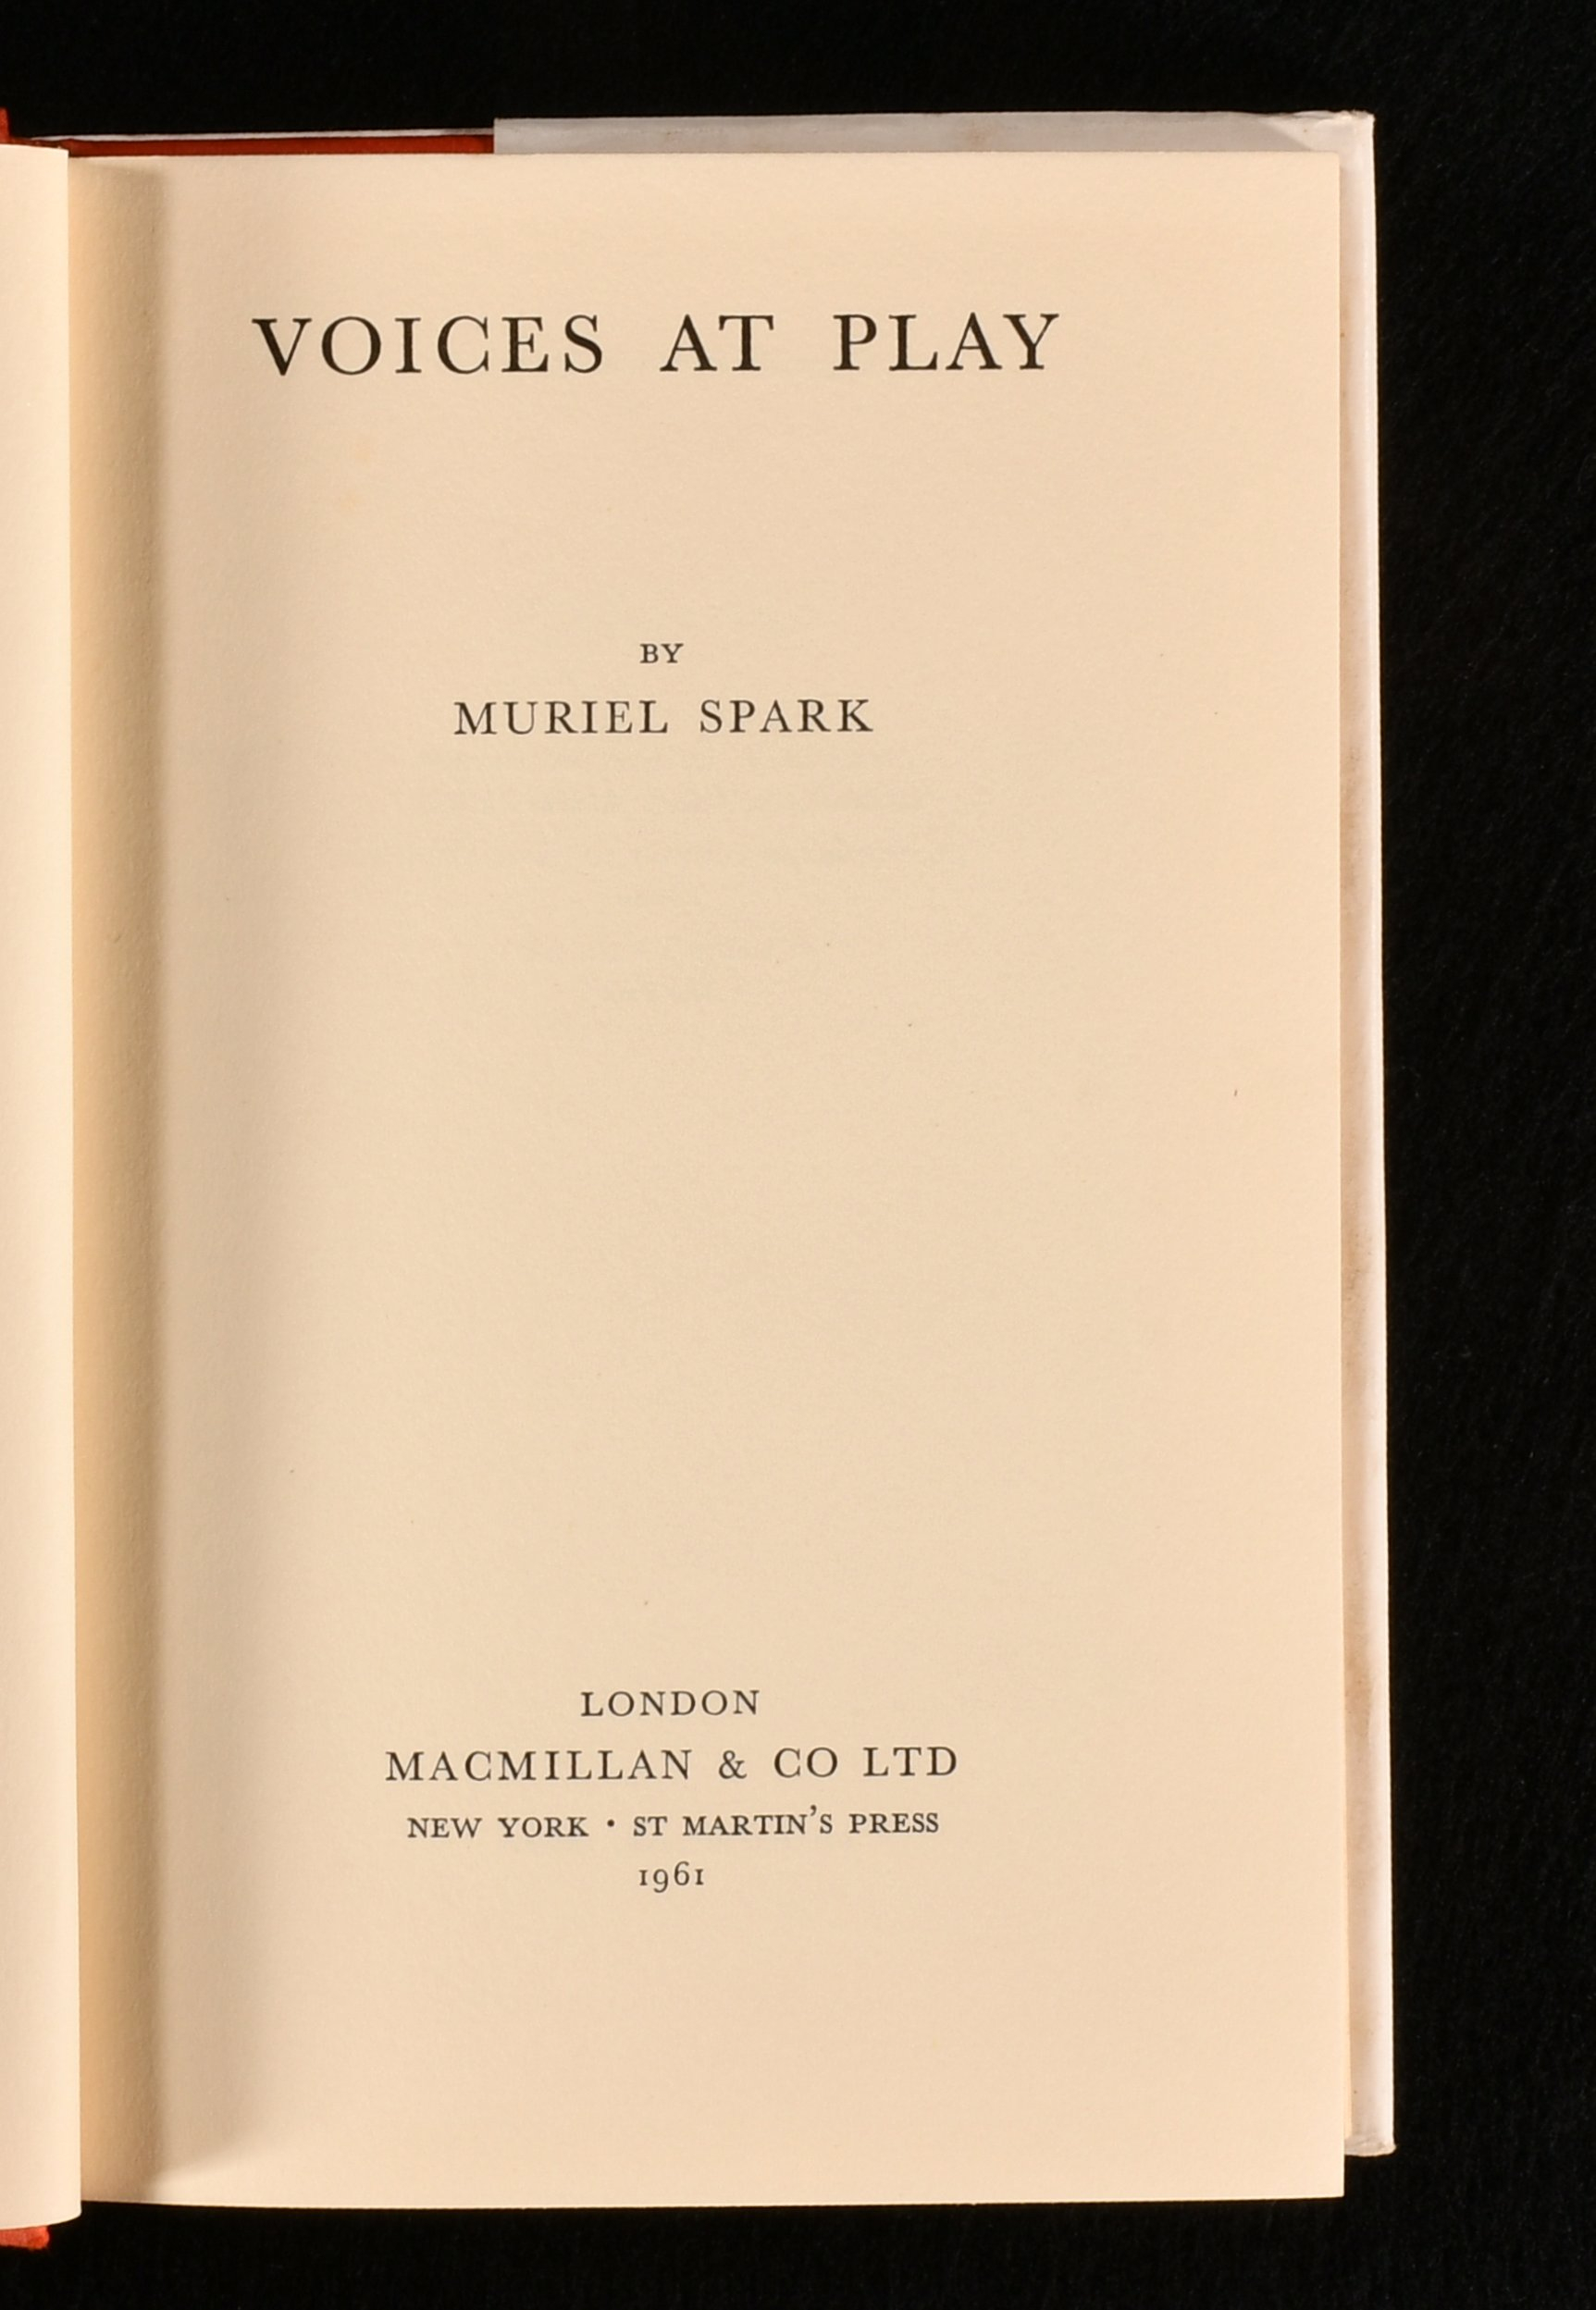 VOICES AT PLAY
BY
MURIEL SPARK
LONDON
MACMILLAN & CO LTD
NEW YORK · ST MARTIN'S PRESS
1961